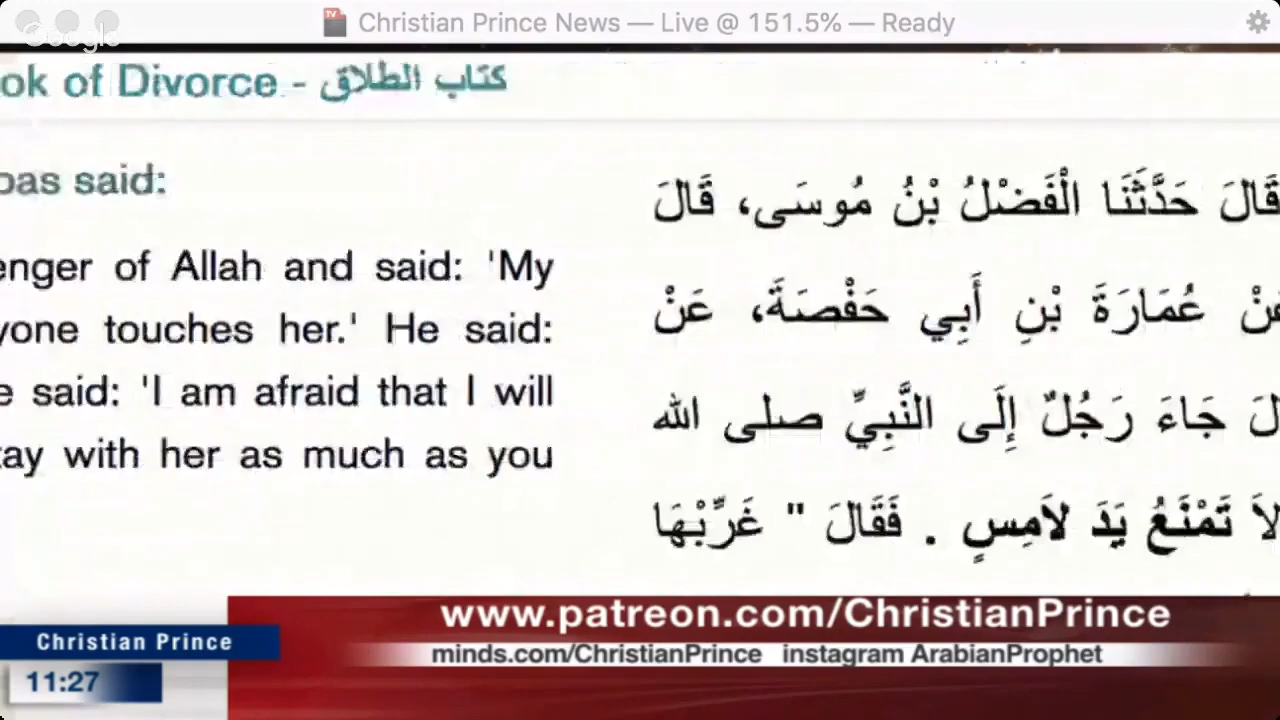 Christian Prince News — Live @ 151.5% — Ready
Google
ok of Divorce - كتاب الطلاق
bas said:
enger of Allah and said: 'My
yone touches her.' He said:
e said: 'I am afraid that I will
tay with her as much as you
قَالَ حَدَّثَنَا الْفَضْلُ بْنُ مُوسَى، قَالَ
عَنْ عُمَارَةَ بْنِ أَبِي حَفْصَةَ، عَنْ
لَ جَاءَ رَجُلٌ إِلَى النَّبِيِّ صلى الله
لاَ تَمْنَعُ يَدَ لاَمِسٍ . فَقَالَ " غَرِّبْهَا
www.patreon.com/ChristianPrince
Christian Prince
minds.com/ChristianPrince instagram ArabianProphet
11:27